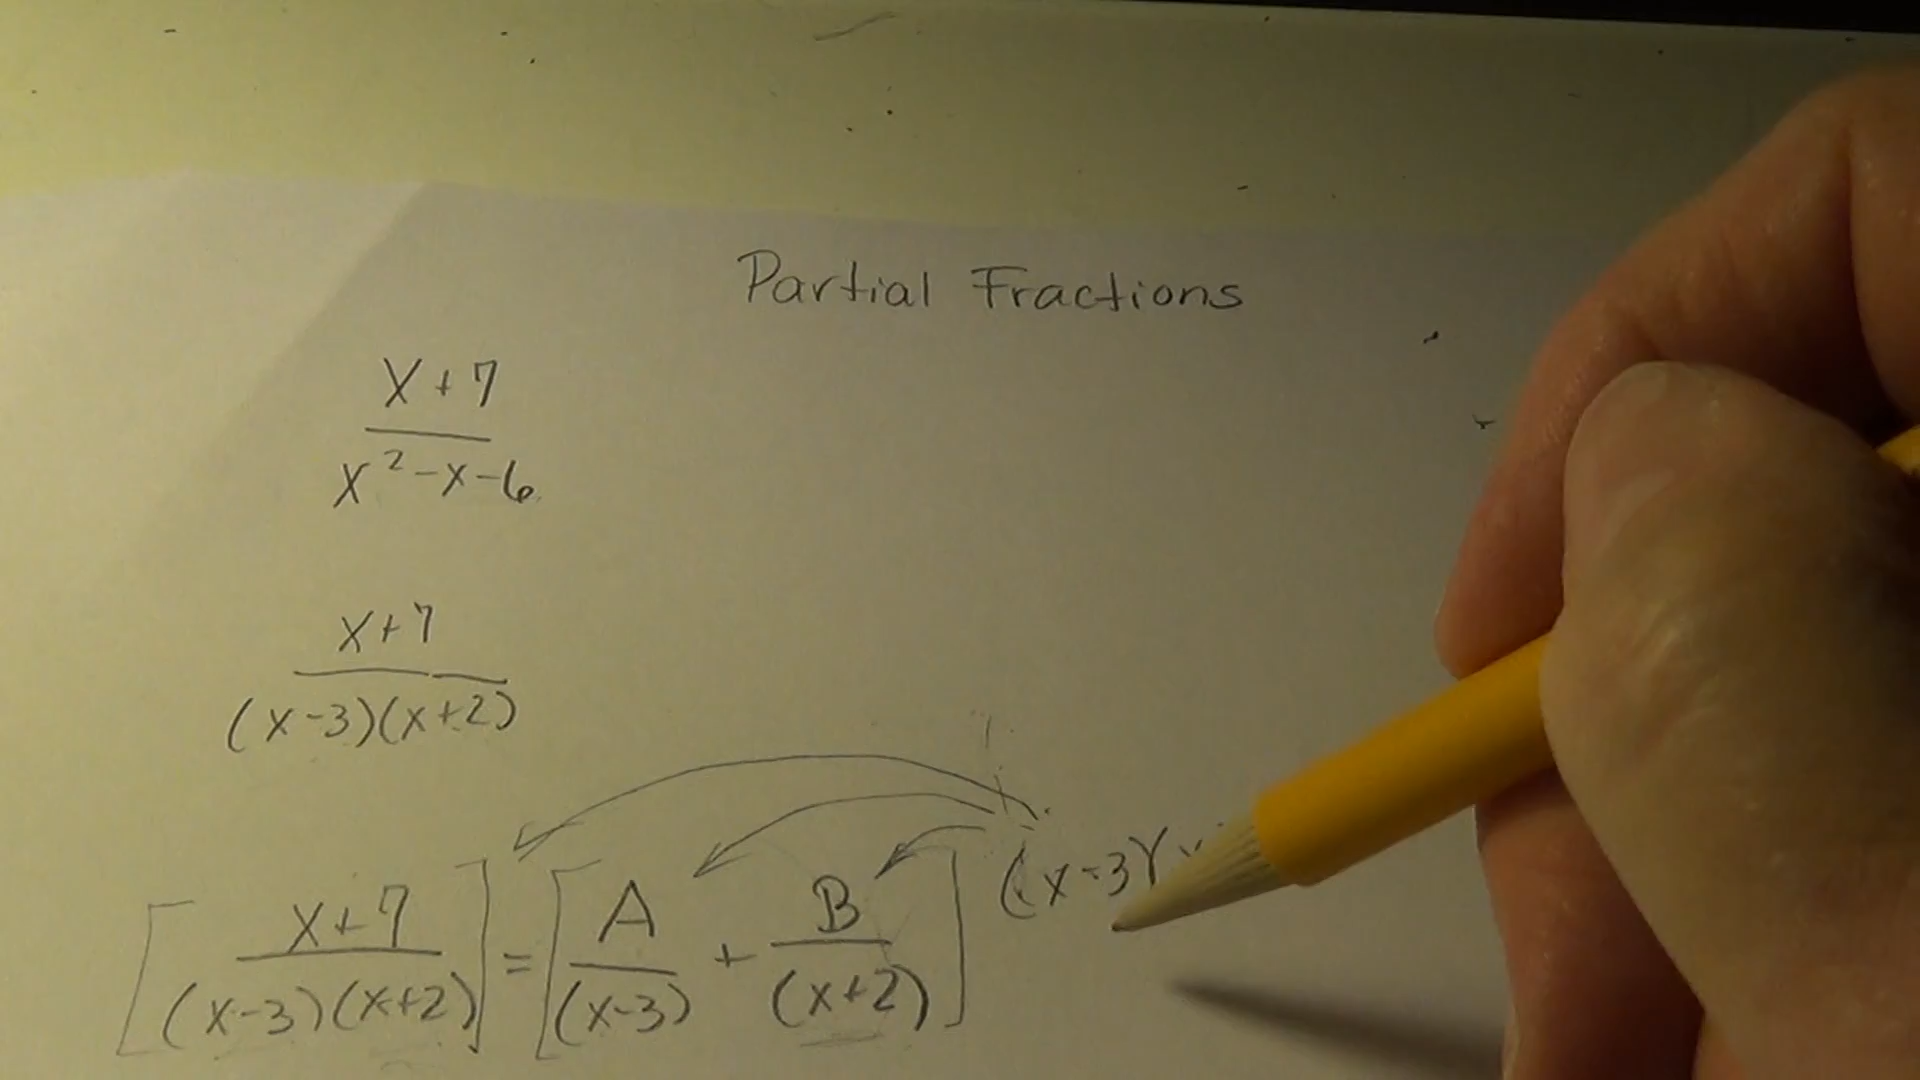 Partial Fractions
x+7
x²-x-6
x+7
(x-3)(x+2)
[x+7 / (x-3)(x+2)] = [A / (x-3) + B / (x+2)] (x-3)(